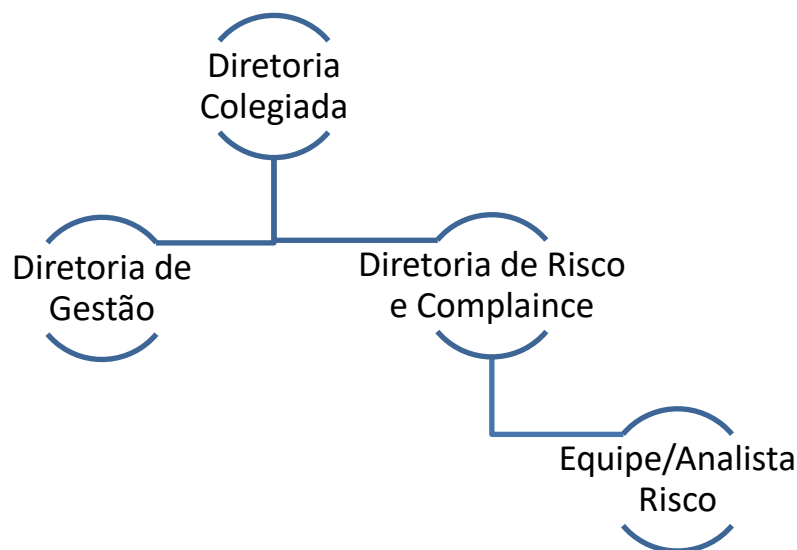 Diretoria
Colegiada
Diretoria de
Gestão
Diretoria de Risco
e Complaince
Equipe/Analista
Risco